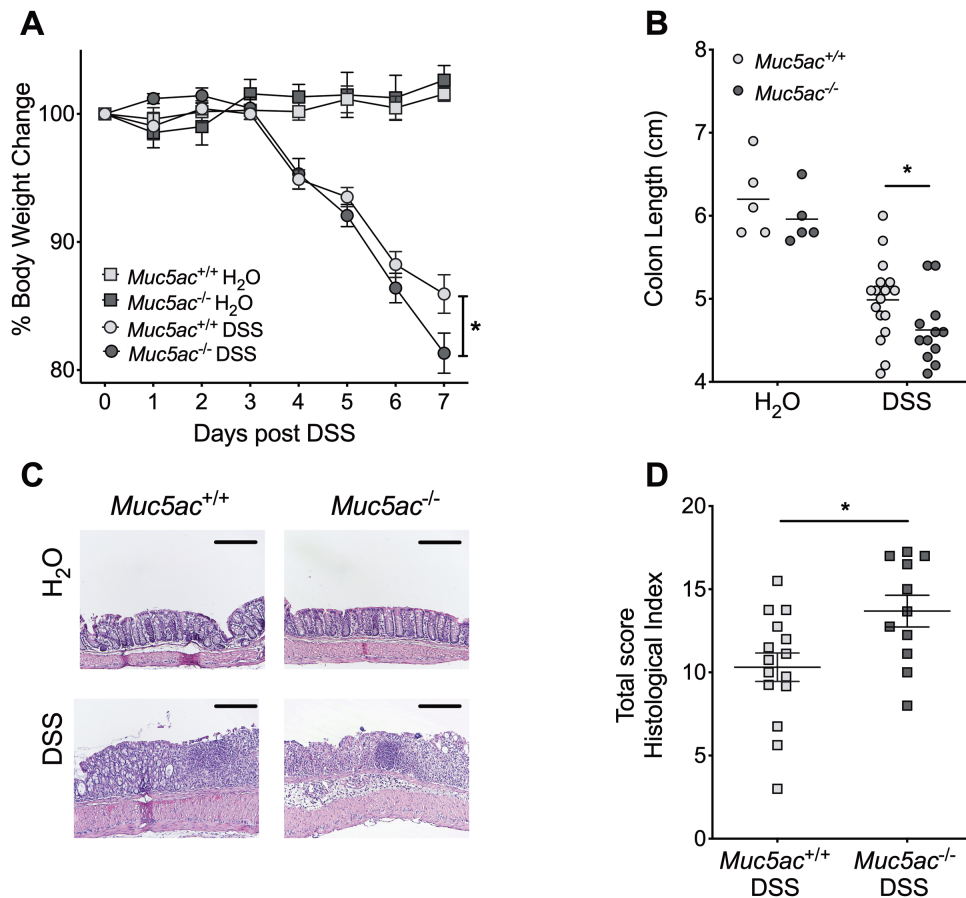 A
% Body Weight Change
100
90
80
0 1 2 3 4 5 6 7
Days post DSS
Muc5ac+/+ H2O
Muc5ac-/- H2O
Muc5ac+/+ DSS
Muc5ac-/- DSS
*
B
Colon Length (cm)
8
7
6
5
4
Muc5ac+/+
Muc5ac-/-
*
H2O DSS
C
Muc5ac+/+ Muc5ac-/-
H2O
DSS
D
Total score
Histological Index
20
15
10
5
0
*
Muc5ac+/+ Muc5ac-/-
DSS DSS